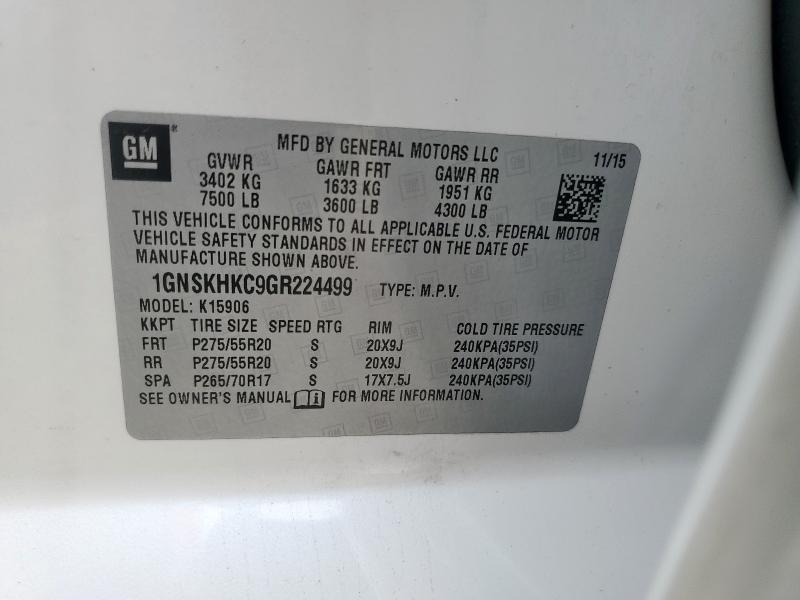 GM ®
MFD BY GENERAL MOTORS LLC 11/15
GVWR GAWR FRT GAWR RR
3402 KG 1633 KG 1951 KG
7500 LB 3600 LB 4300 LB
THIS VEHICLE CONFORMS TO ALL APPLICABLE U.S. FEDERAL MOTOR
VEHICLE SAFETY STANDARDS IN EFFECT ON THE DATE OF
MANUFACTURE SHOWN ABOVE.
1GNSKHKC9GR224499 TYPE: M.P.V.
MODEL: K15906
KKPT TIRE SIZE SPEED RTG RIM COLD TIRE PRESSURE
FRT P275/55R20 S 20X9J 240KPA(35PSI)
RR P275/55R20 S 20X9J 240KPA(35PSI)
SPA P265/70R17 S 17X7.5J 240KPA(35PSI)
SEE OWNER'S MANUAL i FOR MORE INFORMATION.